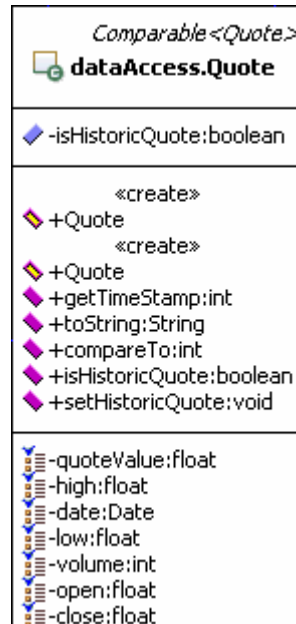 Comparable<Quote>
dataAccess.Quote
-isHistoricQuote:boolean
«create»
+Quote
«create»
+Quote
+getTimeStamp:int
+toString:String
+compareTo:int
+isHistoricQuote:boolean
+setHistoricQuote:void
-quoteValue:float
-high:float
-date:Date
-low:float
-volume:int
-open:float
-close:float